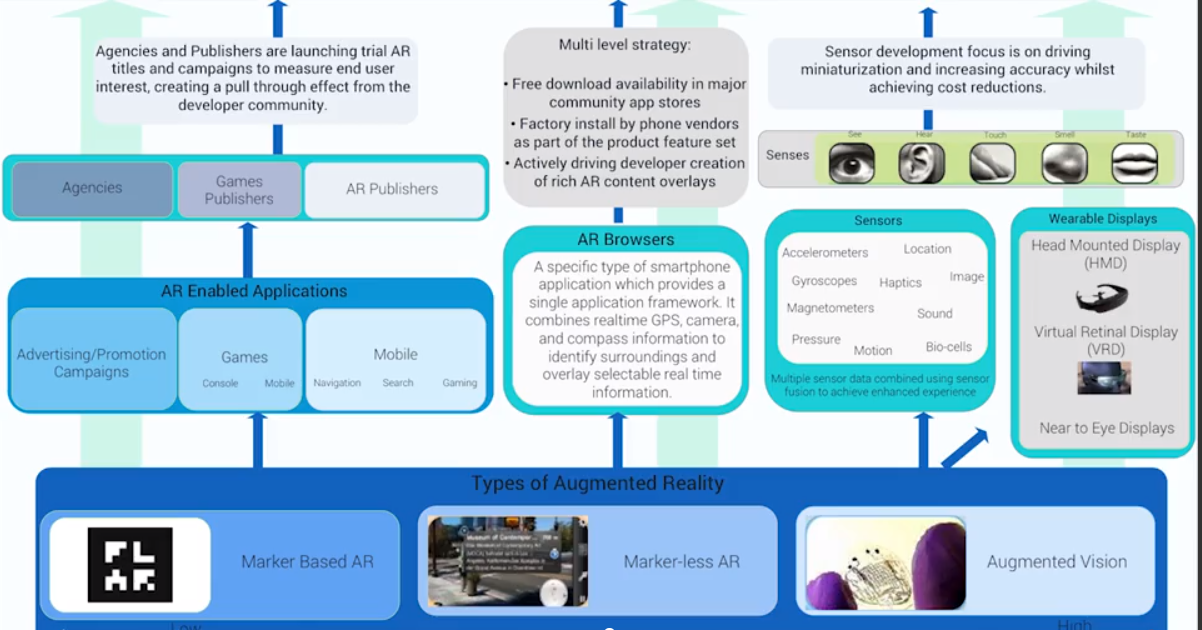 Agencies and Publishers are launching trial AR
titles and campaigns to measure end user
interest, creating a pull through effect from the
developer community.
Multi level strategy:
• Free download availability in major
community app stores
• Factory install by phone vendors
as part of the product feature set
• Actively driving developer creation
of rich AR content overlays
Sensor development focus is on driving
miniaturization and increasing accuracy whilst
achieving cost reductions.
Senses
See
Hear
Touch
Smell
Taste
Agencies
Games
Publishers
AR Publishers
AR Enabled Applications
Advertising/Promotion
Campaigns
Games
Console
Mobile
Mobile
Navigation
Search
Gaming
AR Browsers
A specific type of smartphone
application which provides a
single application framework. It
combines realtime GPS, camera,
and compass information to
identify surroundings and
overlay selectable real time
information.
Sensors
Accelerometers
Location
Gyroscopes
Haptics
Image
Magnetometers
Sound
Pressure
Motion
Bio-cells
Multiple sensor data combined using sensor
fusion to achieve enhanced experience
Wearable Displays
Head Mounted Display
(HMD)
Virtual Retinal Display
(VRD)
Near to Eye Displays
Types of Augmented Reality
FL
AR
Marker Based AR
Museum of Contempor...
Marker-less AR
Augmented Vision
Low
High